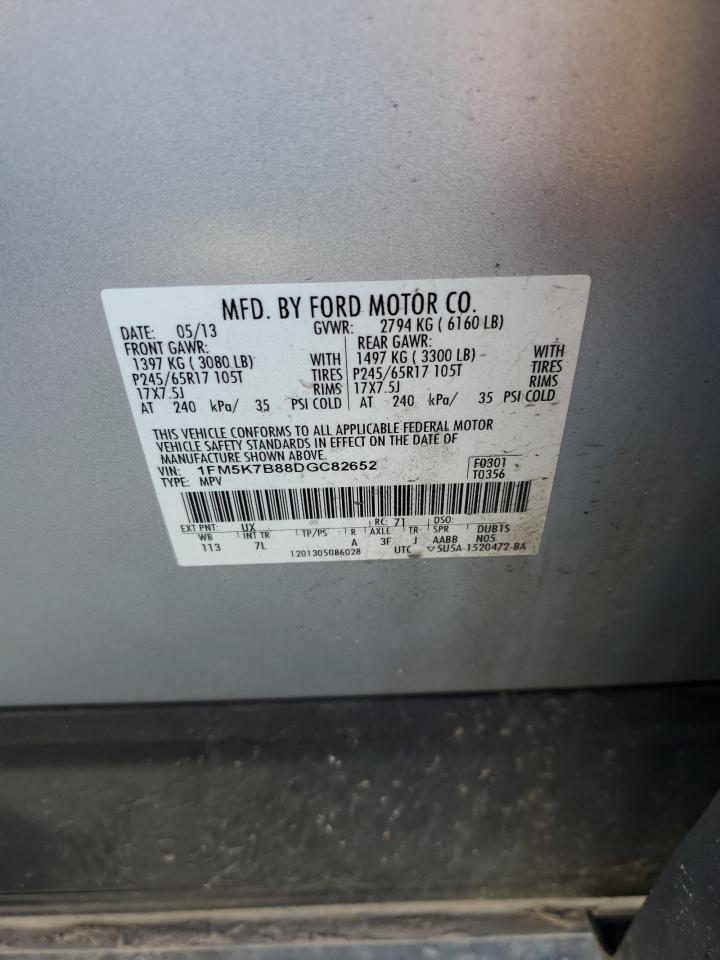 MFD. BY FORD MOTOR CO.
DATE: 05/13 GVWR: 2794 KG ( 6160 LB)
FRONT GAWR: REAR GAWR:
1397 KG ( 3080 LB) WITH 1497 KG ( 3300 LB) WITH
P245/65R17 105T TIRES P245/65R17 105T TIRES
17X7.5J RIMS 17X7.5J RIMS
AT 240 kPa/ 35 PSI COLD AT 240 kPa/ 35 PSI COLD
THIS VEHICLE CONFORMS TO ALL APPLICABLE FEDERAL MOTOR
VEHICLE SAFETY STANDARDS IN EFFECT ON THE DATE OF
MANUFACTURE SHOWN ABOVE.
VIN: 1FM5K7B88DGC82652 F0301
TYPE: MPV T0356
EXT PNT: UX RC: 71 DSO:
WB INT TR TP/PS R AXLE TR SPR DUBTS
113 7L A 3F J AABB N05
1201305086028 UTC ▽5U5A-1520472-BA